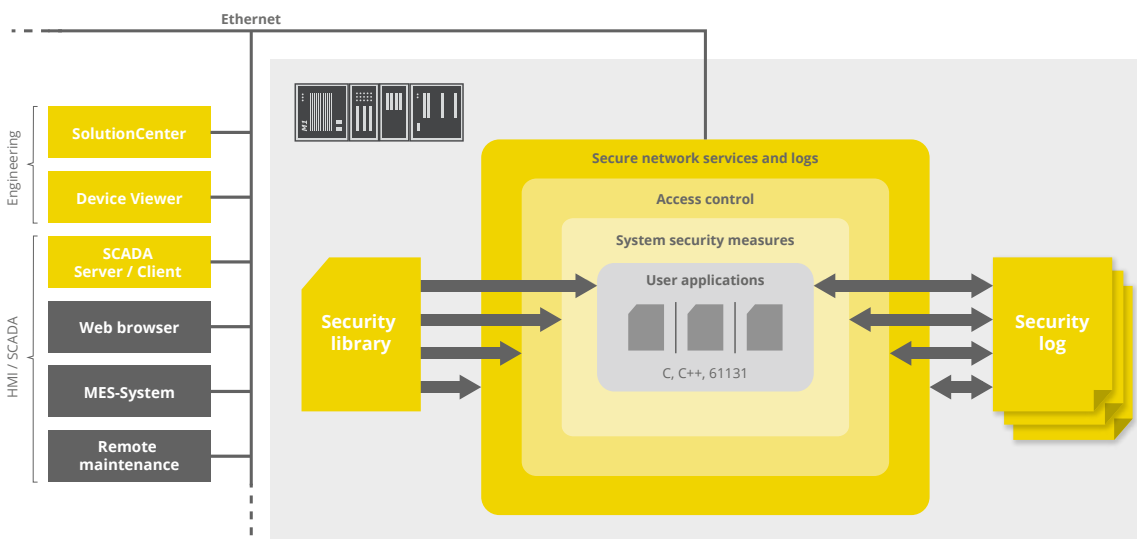 Ethernet
Engineering
SolutionCenter
Device Viewer
HMI / SCADA
SCADA
Server / Client
Web browser
MES-System
Remote
maintenance
M1
Secure network services and logs
Access control
System security measures
User applications
C, C++, 61131
Security
library
Security
log